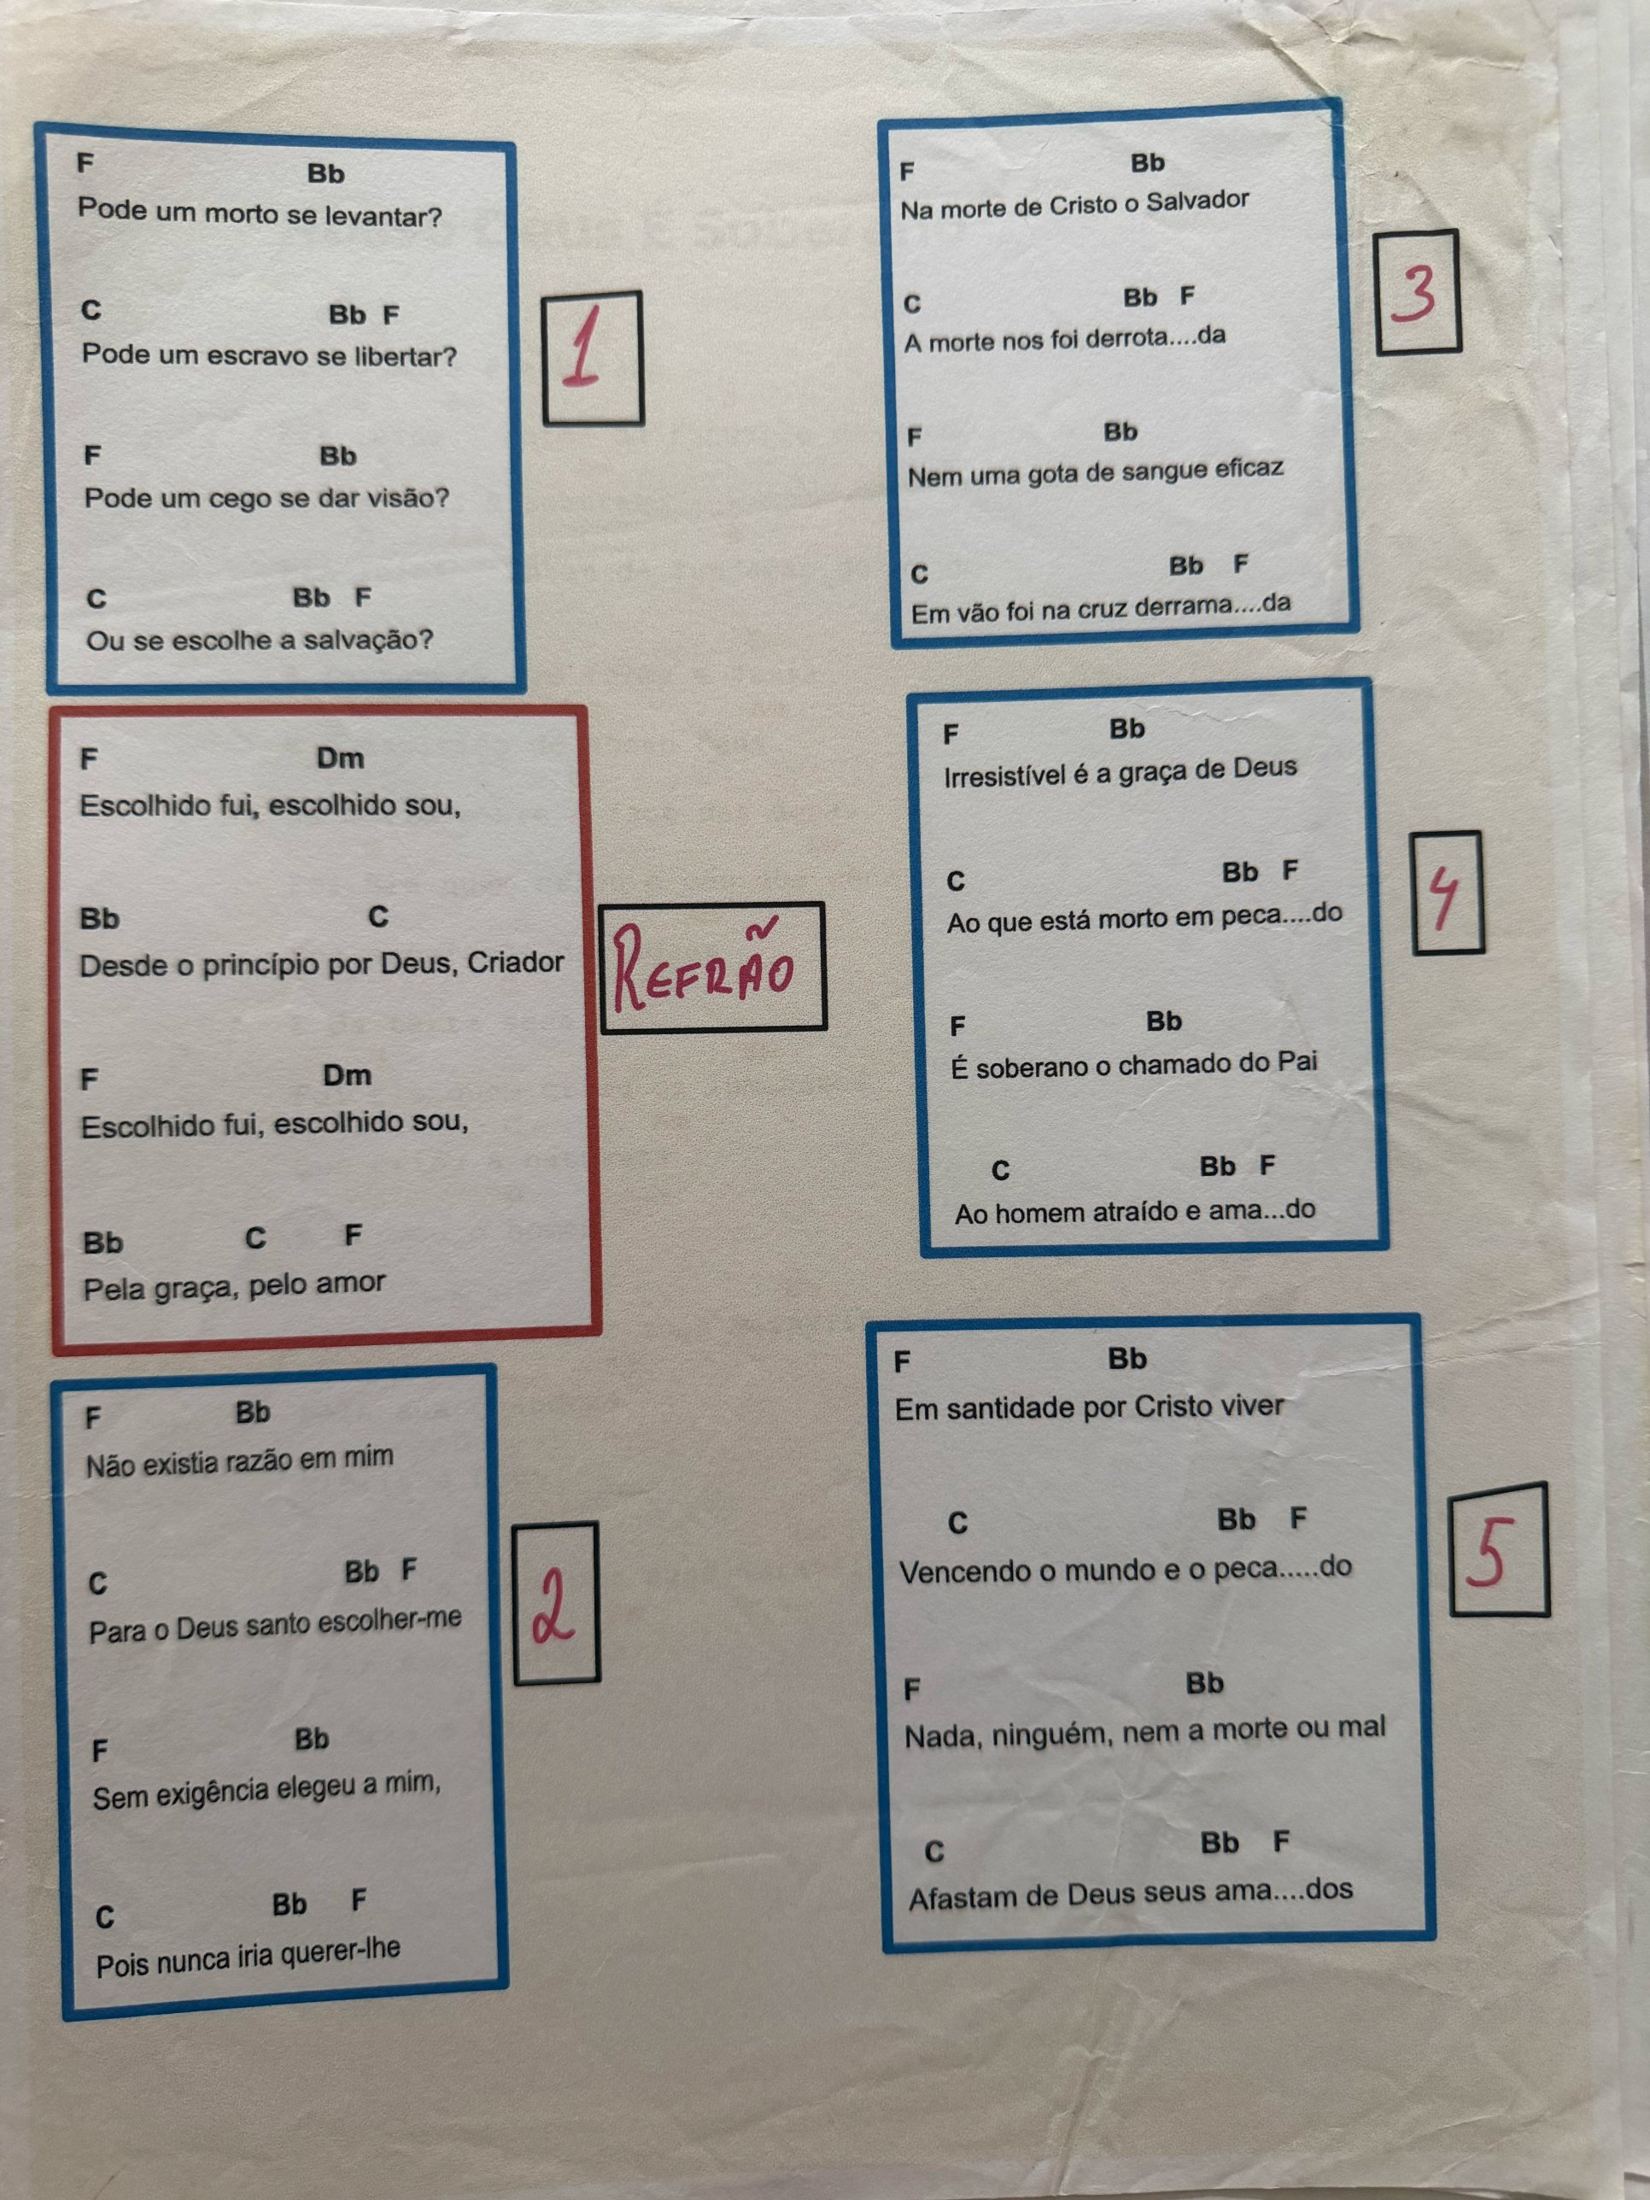 F Bb
Pode um morto se levantar?
C Bb F
Pode um escravo se libertar?
F Bb
Pode um cego se dar visão?
C Bb F
Ou se escolhe a salvação?
1
F Dm
Escolhido fui, escolhido sou,
Bb C
Desde o princípio por Deus, Criador
F Dm
Escolhido fui, escolhido sou,
Bb C F
Pela graça, pelo amor
REFRÃO
F Bb
Não existia razão em mim
C Bb F
Para o Deus santo escolher-me
F Bb
Sem exigência elegeu a mim,
C Bb F
Pois nunca iria querer-lhe
2
F Bb
Na morte de Cristo o Salvador
C Bb F
A morte nos foi derrota....da
F Bb
Nem uma gota de sangue eficaz
C Bb F
Em vão foi na cruz derrama....da
3
F Bb
Irresistível é a graça de Deus
C Bb F
Ao que está morto em peca....do
F Bb
É soberano o chamado do Pai
C Bb F
Ao homem atraído e ama...do
4
F Bb
Em santidade por Cristo viver
C Bb F
Vencendo o mundo e o peca.....do
F Bb
Nada, ninguém, nem a morte ou mal
C Bb F
Afastam de Deus seus ama....dos
5